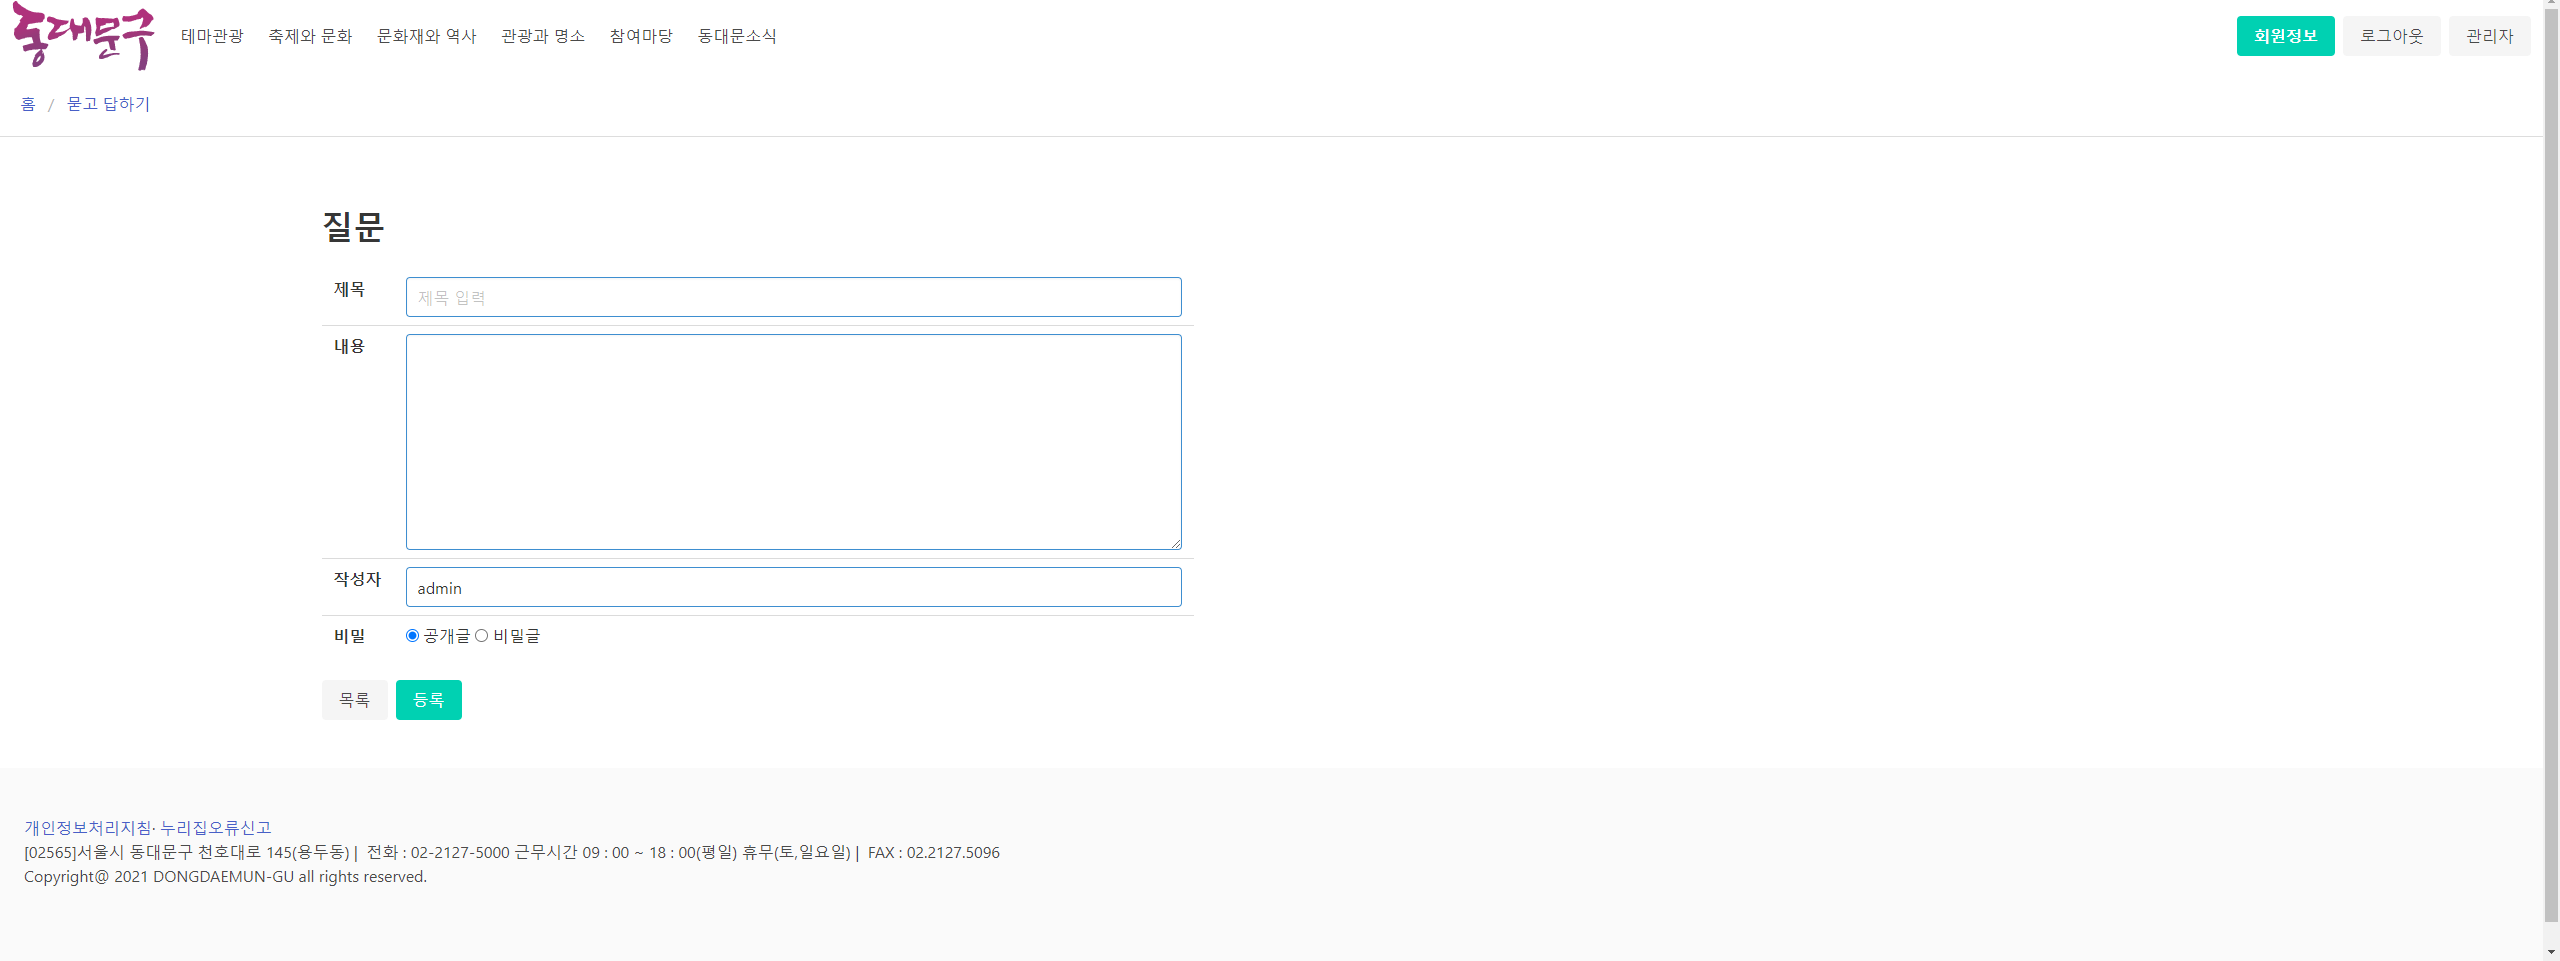 동대문구 테마관광 축제와 문화 문화재와 역사 관광과 명소 참여마당 동대문소식 회원정보 로그아웃 관리자
홈 / 묻고 답하기
질문
제목 제목 입력
내용
작성자 admin
비밀 공개글 비밀글
목록 등록
개인정보처리지침· 누리집오류신고
[02565]서울시 동대문구 천호대로 145(용두동) | 전화 : 02-2127-5000 근무시간 09 : 00 ~ 18 : 00(평일) 휴무(토,일요일) | FAX : 02.2127.5096
Copyright@ 2021 DONGDAEMUN-GU all rights reserved.